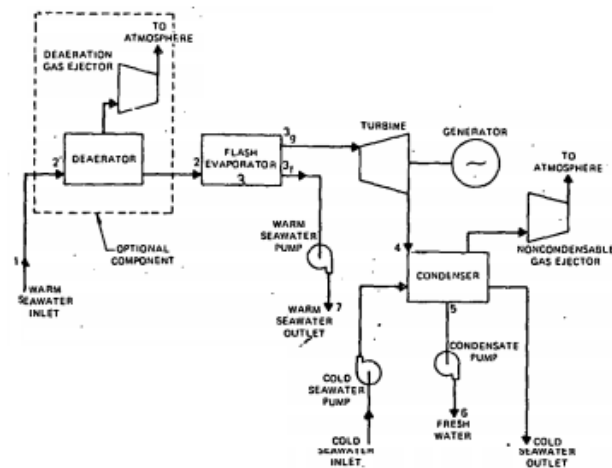 TO
ATMOSPHERE
DEAERATION
GAS EJECTOR
DEAERATOR
2'
2
FLASH
EVAPORATOR
3
3g
3f
TURBINE
GENERATOR
TO
ATMOSPHERE
NONCONDENSABLE
GAS EJECTOR
OPTIONAL
COMPONENT
1
WARM
SEAWATER
INLET
WARM
SEAWATER
PUMP
7
WARM
SEAWATER
OUTLET
4
CONDENSER
5
CONDENSATE
PUMP
6
FRESH
WATER
COLD
SEAWATER
PUMP
COLD
SEAWATER
INLET
COLD
SEAWATER
OUTLET